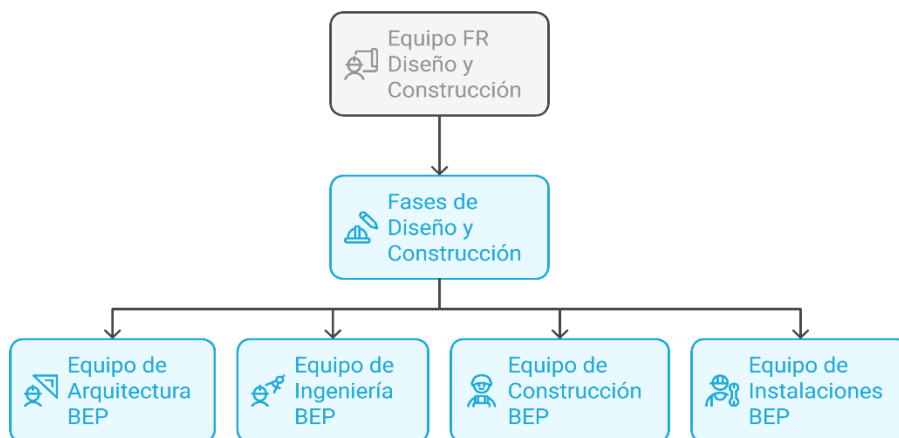 Equipo FR
Diseño y
Construcción
Fases de
Diseño y
Construcción
Equipo de
Arquitectura
BEP
Equipo de
Ingeniería
BEP
Equipo de
Construcción
BEP
Equipo de
Instalaciones
BEP